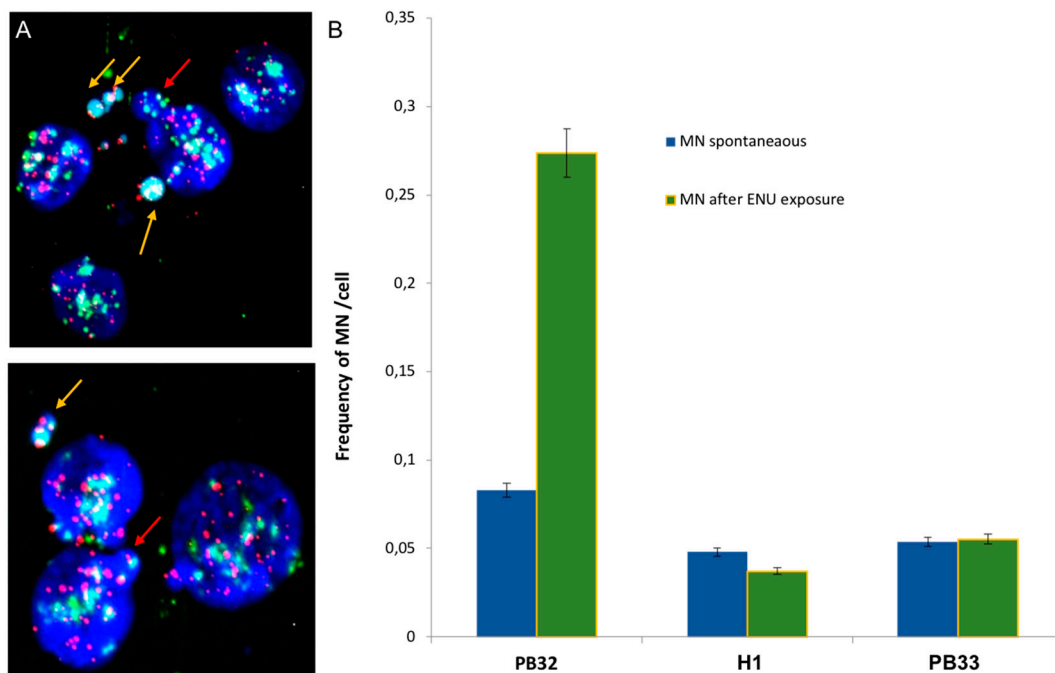 A
B
0,35
0,3
0,25
0,2
0,15
0,1
0,05
0
Frequency of MN /cell
MN spontaneaous
MN after ENU exposure
PB32
H1
PB33